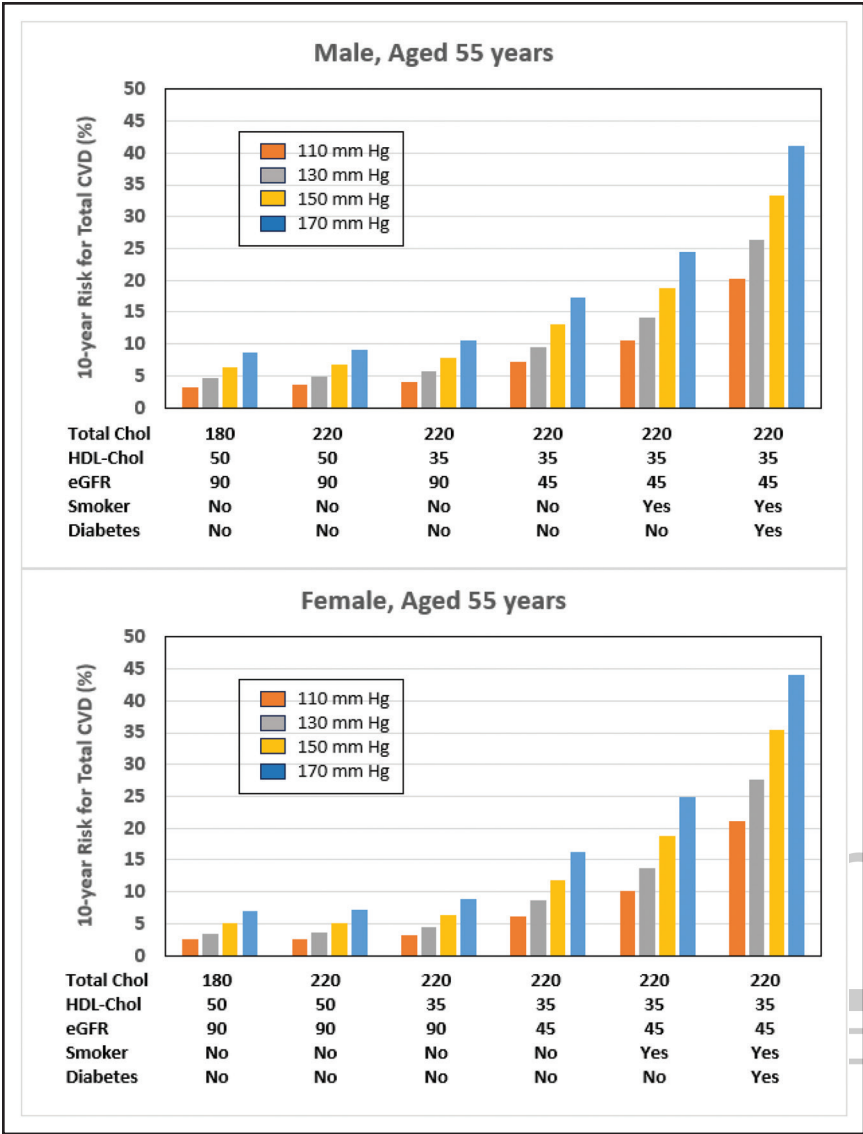 Male, Aged 55 years
10-year Risk for Total CVD (%)
50
45
40
35
30
25
20
15
10
5
0
110 mm Hg
130 mm Hg
150 mm Hg
170 mm Hg
Total Chol 180 220 220 220 220 220
HDL-Chol 50 50 35 35 35 35
eGFR 90 90 90 45 45 45
Smoker No No No No Yes Yes
Diabetes No No No No No Yes
Female, Aged 55 years
10-year Risk for Total CVD (%)
50
45
40
35
30
25
20
15
10
5
0
110 mm Hg
130 mm Hg
150 mm Hg
170 mm Hg
Total Chol 180 220 220 220 220 220
HDL-Chol 50 50 35 35 35 35
eGFR 90 90 90 45 45 45
Smoker No No No No Yes Yes
Diabetes No No No No No Yes